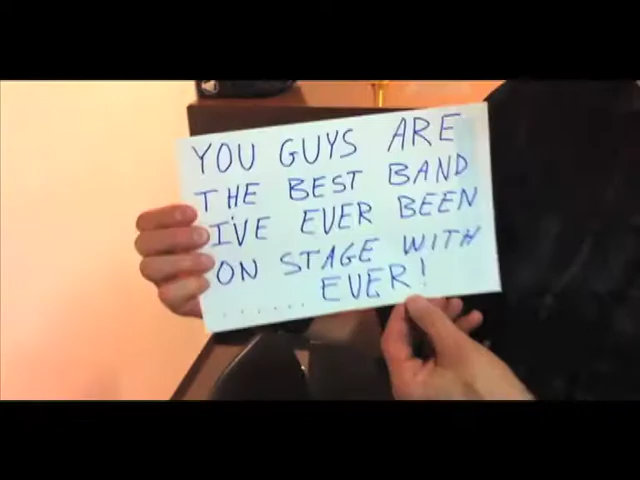 YOU GUYS ARE
THE BEST BAND
I'VE EVER BEEN
ON STAGE WITH
....... EVER!